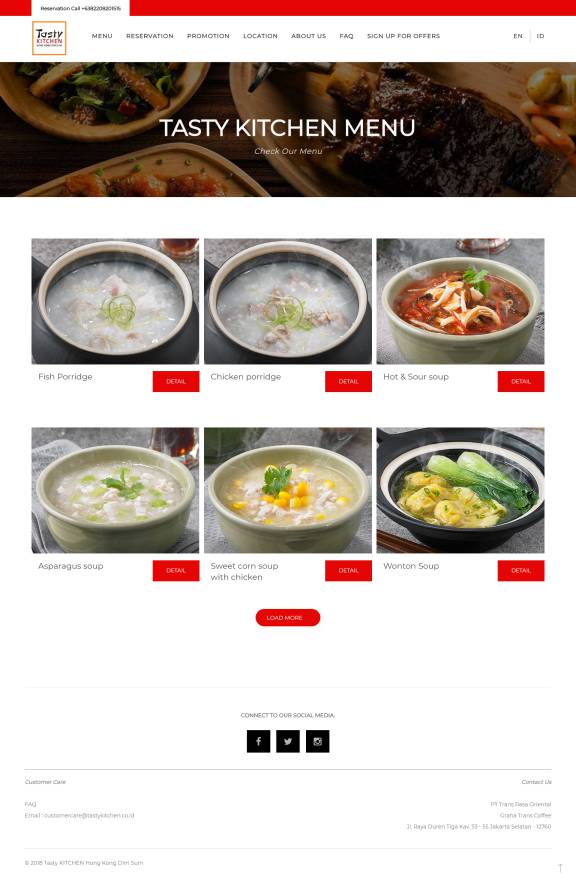 Reservation Call +6382208201515
Tasty
KITCHEN
MENU
RESERVATION
PROMOTION
LOCATION
ABOUT US
FAQ
SIGN UP FOR OFFERS
EN
ID
TASTY KITCHEN MENU
Check Our Menu
Fish Porridge
DETAIL
Chicken porridge
DETAIL
Hot & Sour soup
DETAIL
Asparagus soup
DETAIL
Sweet corn soup
with chicken
DETAIL
Wonton Soup
DETAIL
LOAD MORE
CONNECT TO OUR SOCIAL MEDIA.
Customer Care
Contact Us
FAQ
PT Trans Rasa Oriental
Email : customercare@tastykitchen.co.id
Graha Trans Coffee
Jl. Raya Duren Tiga Kav. 53 - 55 Jakarta Selatan - 12760
© 2018 Tasty KITCHEN Hong Kong Dim Sum